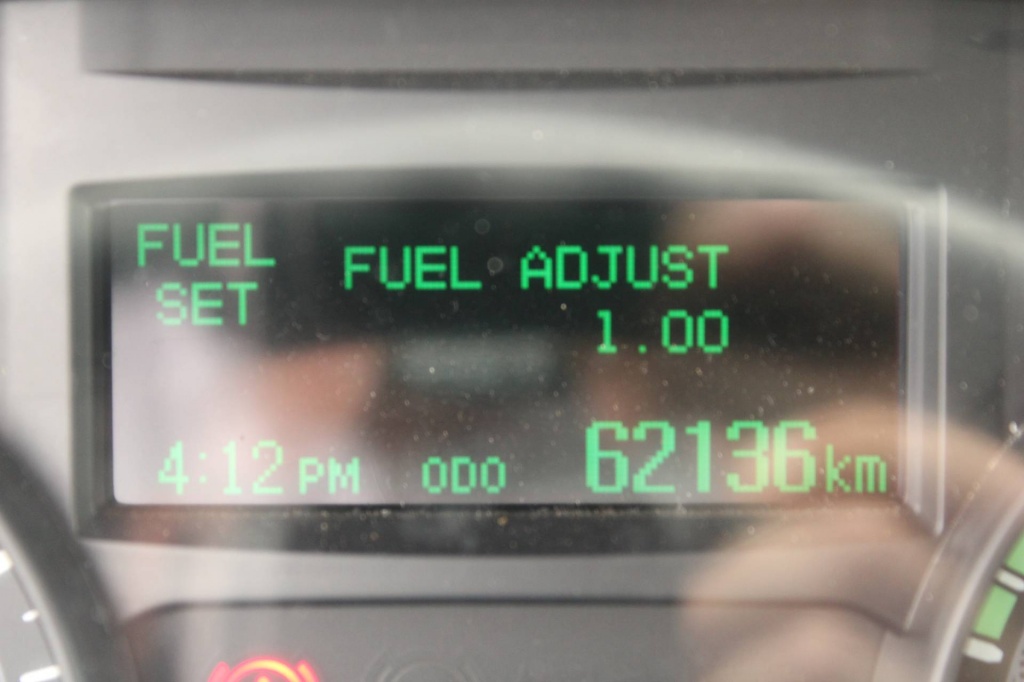 FUEL
SET
FUEL ADJUST
1.00
4:12 PM ODO 62136 km